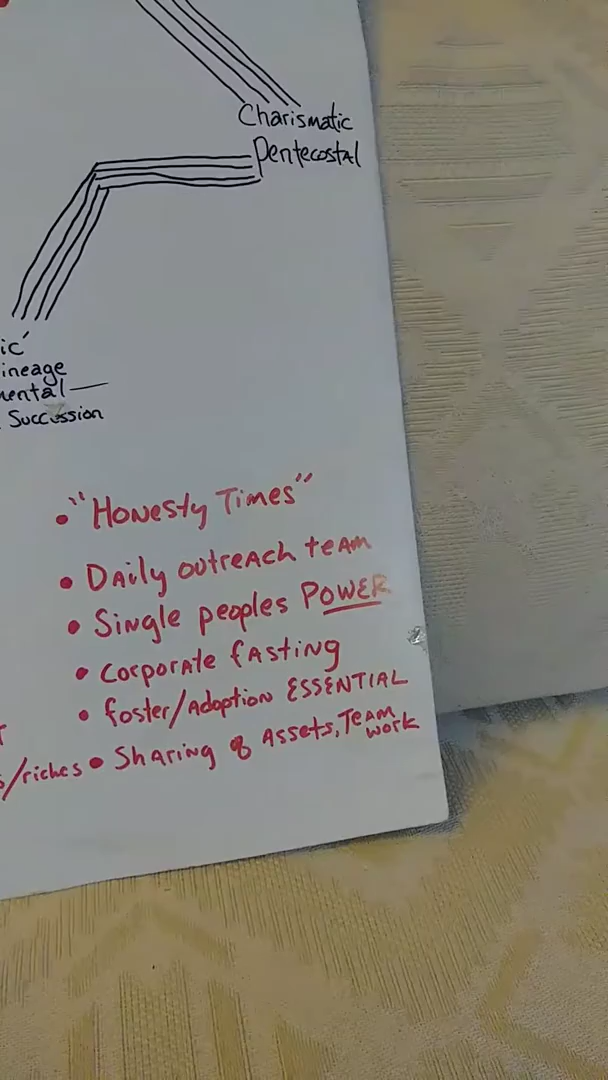 Charismatic
Pentecostal
ic'
ineage
mental —
Succession
• "Honesty Times"
• Daily outreach team
• Single peoples POWER
• corporate fasting
• foster/Adoption ESSENTIAL
s/riches • Sharing of Assets, Team work